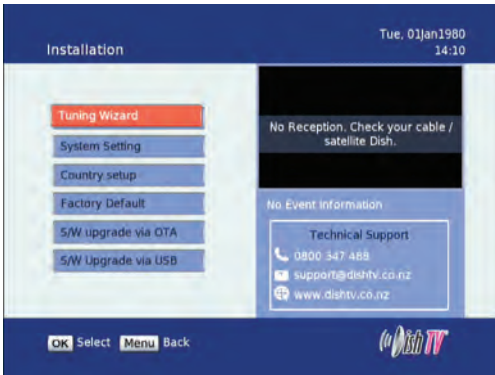 Tue, 01Jan1980
Installation
14:10
Tuning Wizard
System Setting
Country setup
Factory Default
S/W upgrade via OTA
S/W Upgrade via USB
No Reception. Check your cable /
satellite Dish.
No Event Information
Technical Support
0800 347 488
support@dishtv.co.nz
www.dishtv.co.nz
OK Select Menu Back
Dish TV